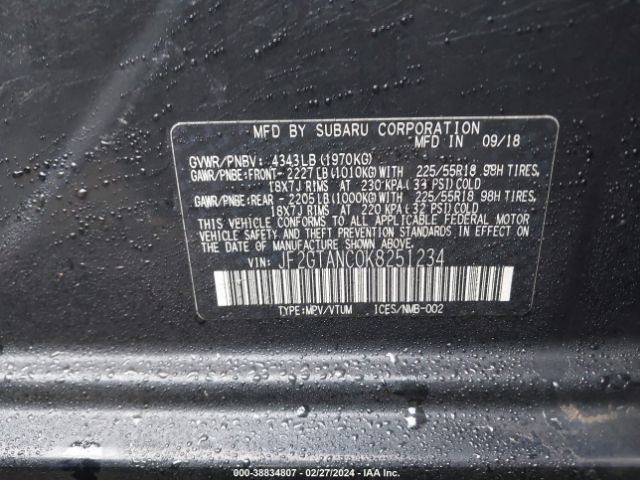 MFD BY SUBARU CORPORATION
MFD IN 09/18
GVWR/PNBV: 4343LB(1970KG)
GAWR/PNBE:FRONT-2227LB(1010KG)WITH 225/55R18 98H TIRES,
18X7J RIMS AT 230 KPA(33 PSI)COLD
GAWR/PNBE:REAR -2205LB(1000KG)WITH 225/55R18 98H TIRES,
18X7J RIMS AT 220 KPA(32 PSI)COLD
THIS VEHICLE CONFORMS TO ALL APPLICABLE FEDERAL MOTOR
VEHICLE SAFETY AND THEFT PREVENTION STANDARDS IN EFFECT
ON THE DATE OF MANUFACTURE SHOWN ABOVE.
VIN: JF2GTANC0K8251234
TYPE:MPV/VTUM ICES/NMB-002
000-38834807 - 02/27/2024 - IAA Inc.